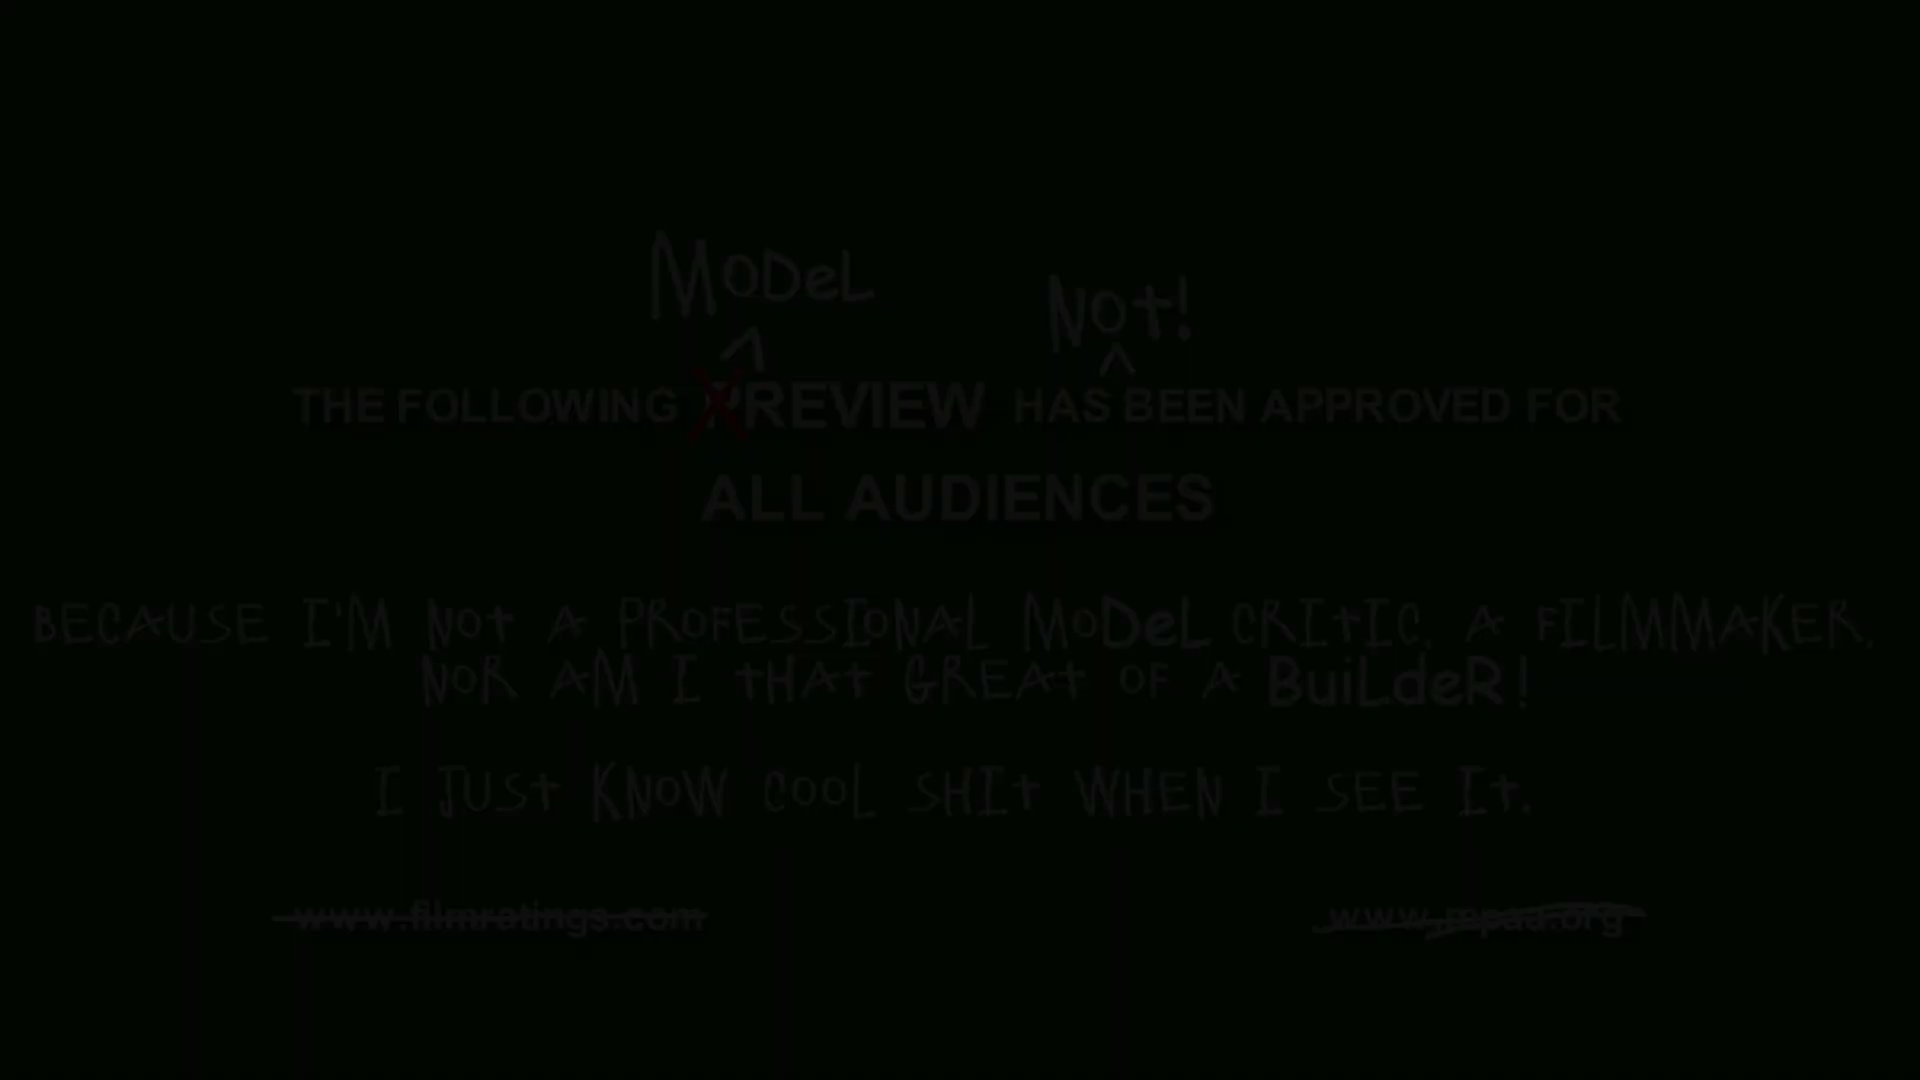 MoDeL NOt!
^ ^
THE FOLLOWING PREVIEW HAS BEEN APPROVED FOR
ALL AUDIENCES
BECAUSE I'M NOt A PROFESSIONAL MoDeL CRItIC, A FILMMAKER,
NOR AM I tHAt GREAt OF A BuiLdeR!
I JUSt KNOW COOL SHIt WHEN I SEE It.
www.filmratings.com www.mpaa.org